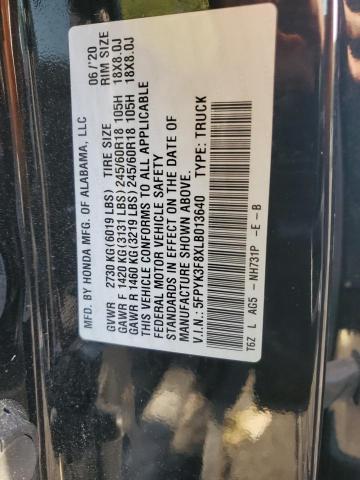 MFD. BY HONDA MFG. OF ALABAMA, LLC 06/'20
GVWR 2730 KG(6019 LBS) TIRE SIZE RIM SIZE
GAWR F 1420 KG(3131 LBS) 245/60R18 105H 18X8.0J
GAWR R 1460 KG(3219 LBS) 245/60R18 105H 18X8.0J
THIS VEHICLE CONFORMS TO ALL APPLICABLE
FEDERAL MOTOR VEHICLE SAFETY
STANDARDS IN EFFECT ON THE DATE OF
MANUFACTURE SHOWN ABOVE.
V.I.N.: 5FPYK3F8XLB013640 TYPE: TRUCK
T6Z L AG5 -NH731P -E -B